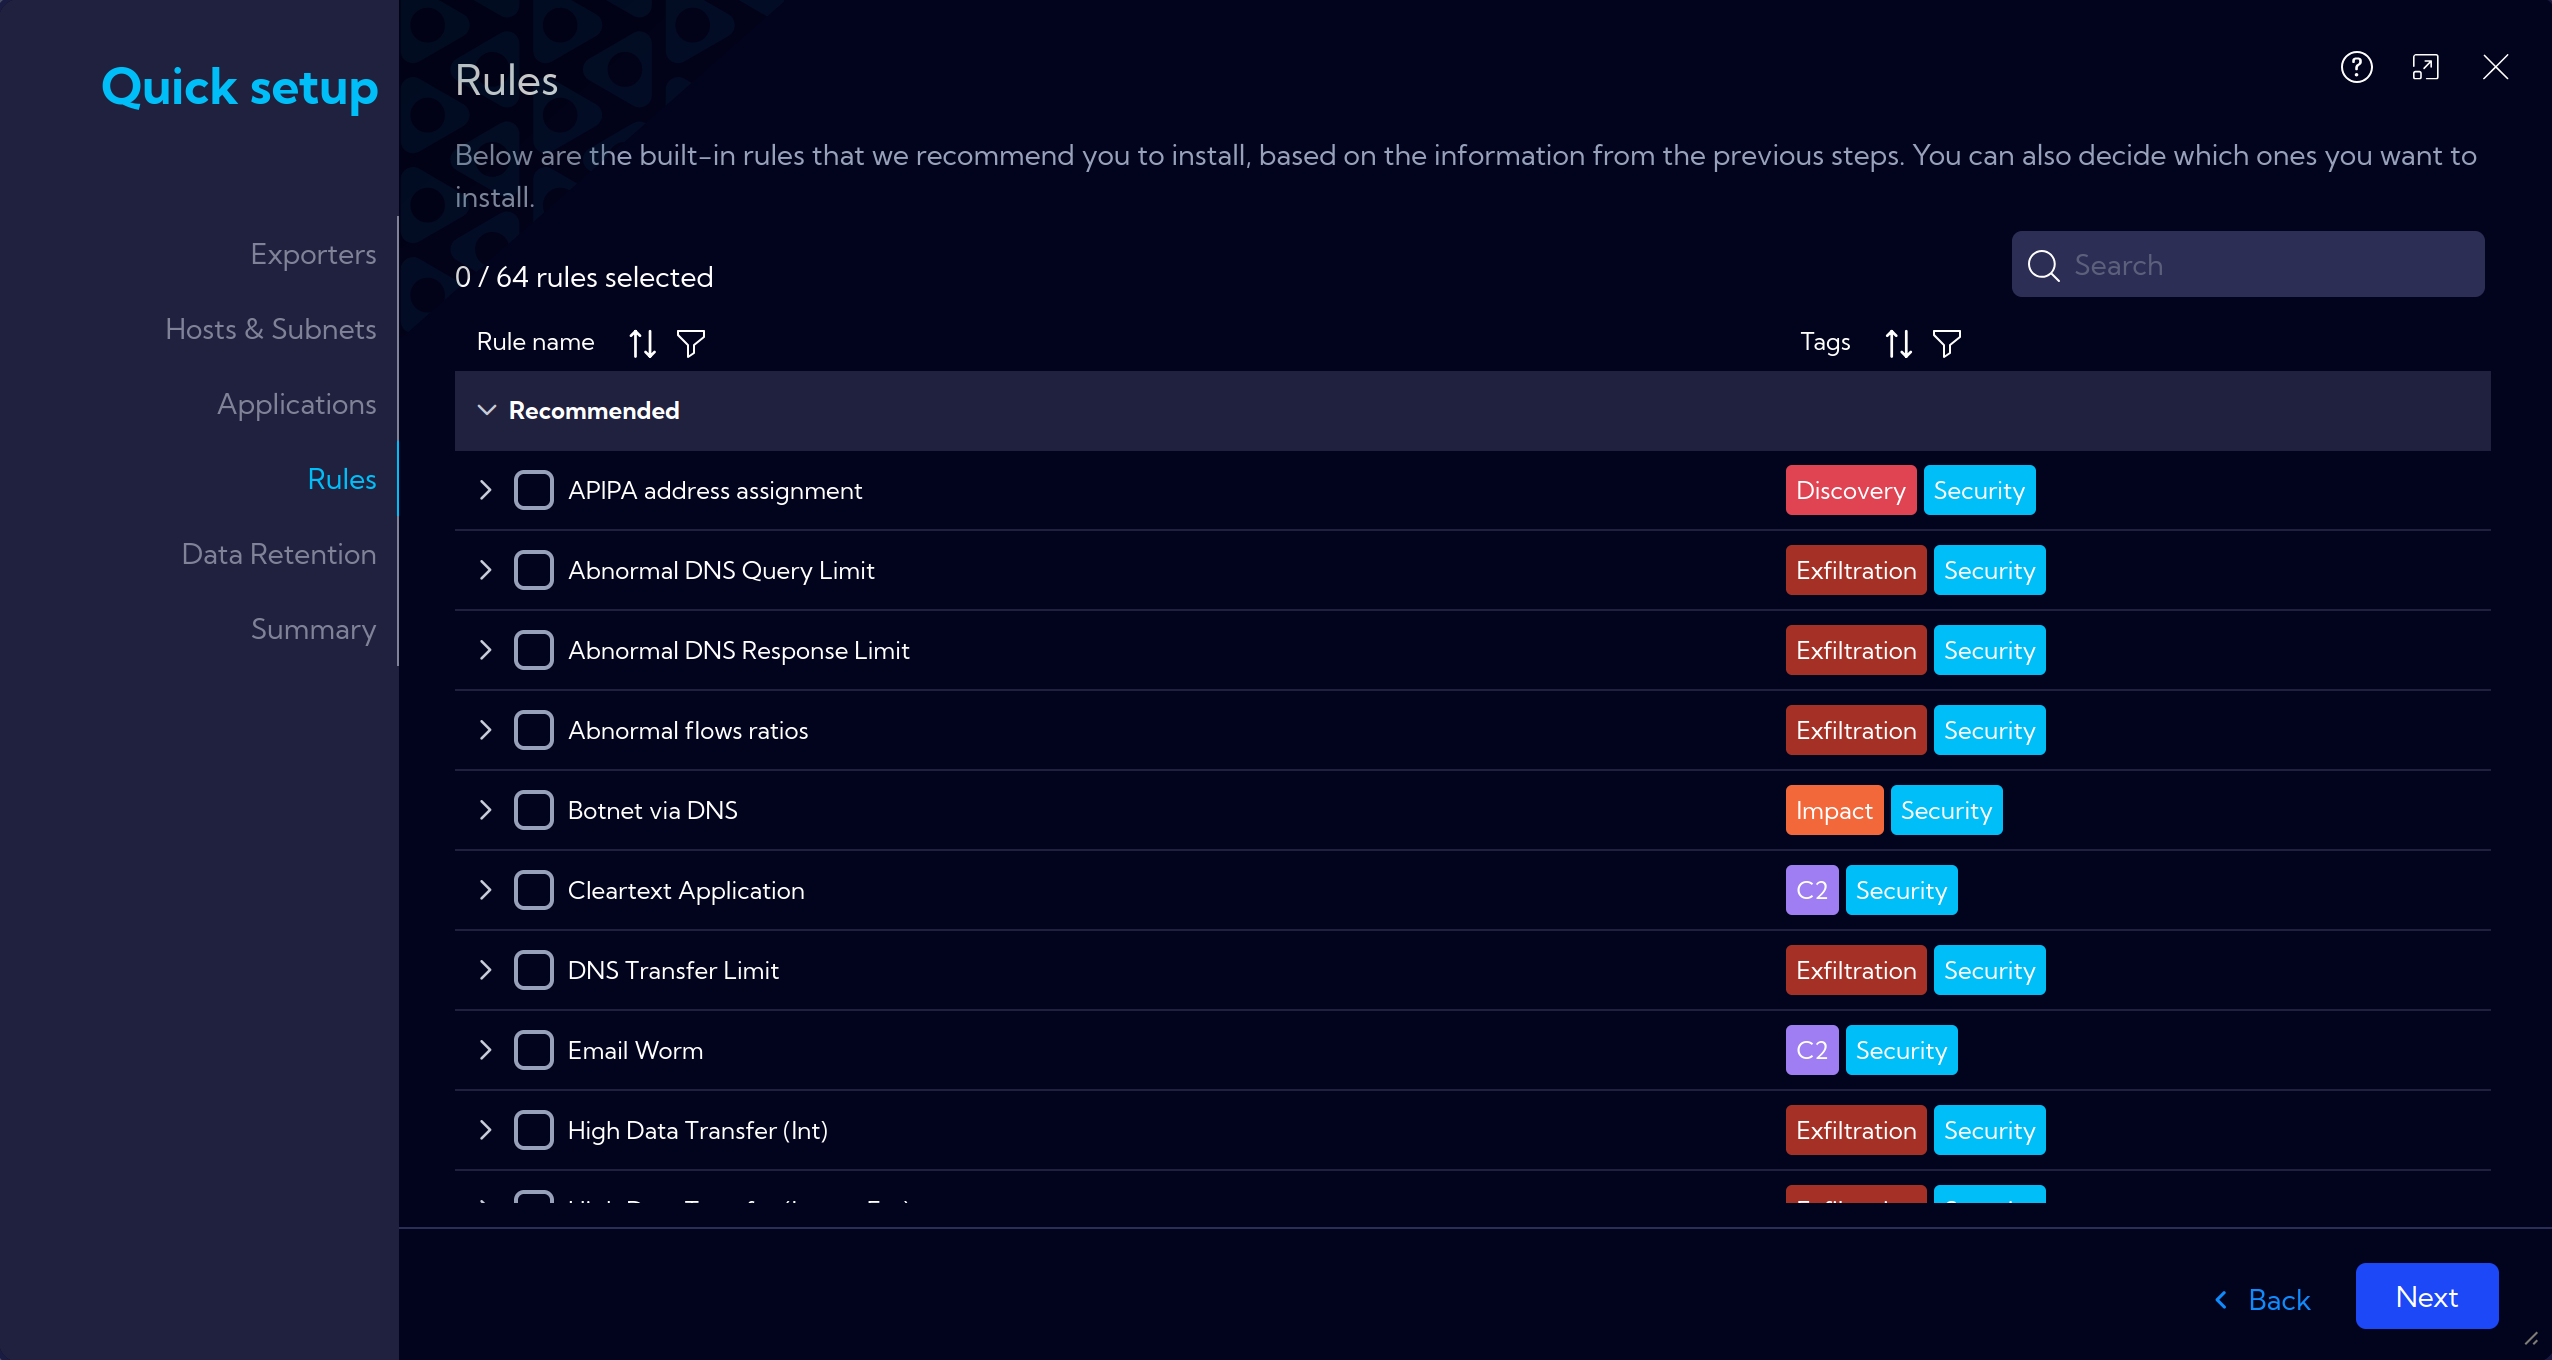 Quick setup
Exporters
Hosts & Subnets
Applications
Rules
Data Retention
Summary
Rules
Below are the built-in rules that we recommend you to install, based on the information from the previous steps. You can also decide which ones you want to
install.
0 / 64 rules selected
Search
Rule name Tags
Recommended
APIPA address assignment Discovery Security
Abnormal DNS Query Limit Exfiltration Security
Abnormal DNS Response Limit Exfiltration Security
Abnormal flows ratios Exfiltration Security
Botnet via DNS Impact Security
Cleartext Application C2 Security
DNS Transfer Limit Exfiltration Security
Email Worm C2 Security
High Data Transfer (Int) Exfiltration Security
Back Next